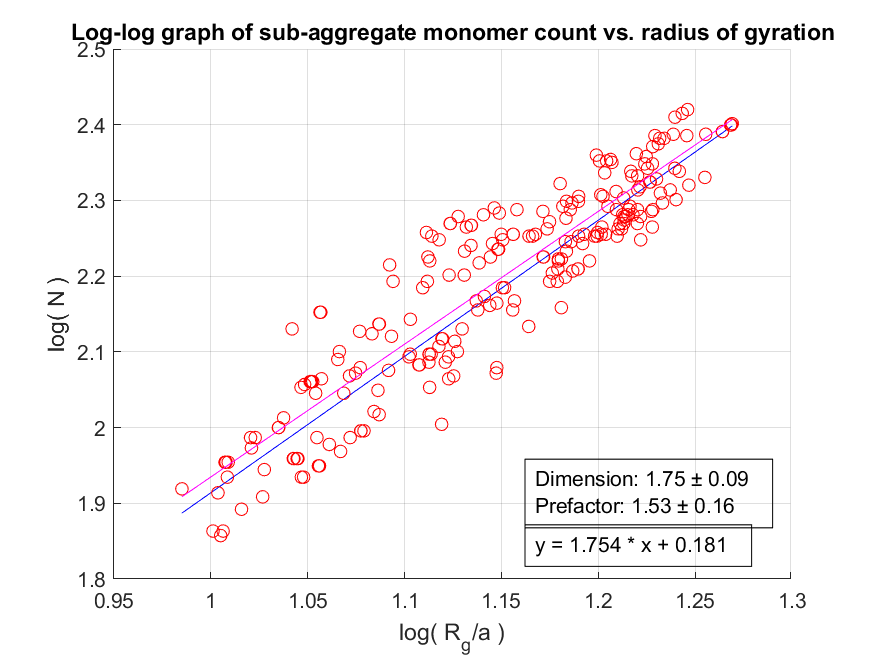 Log-log graph of sub-aggregate monomer count vs. radius of gyration
2.5
2.4
2.3
2.2
2.1
2
1.9
1.8
log( N )
Dimension: 1.75 ± 0.09
Prefactor: 1.53 ± 0.16
y = 1.754 * x + 0.181
0.95 1 1.05 1.1 1.15 1.2 1.25 1.3
log( R_g/a )